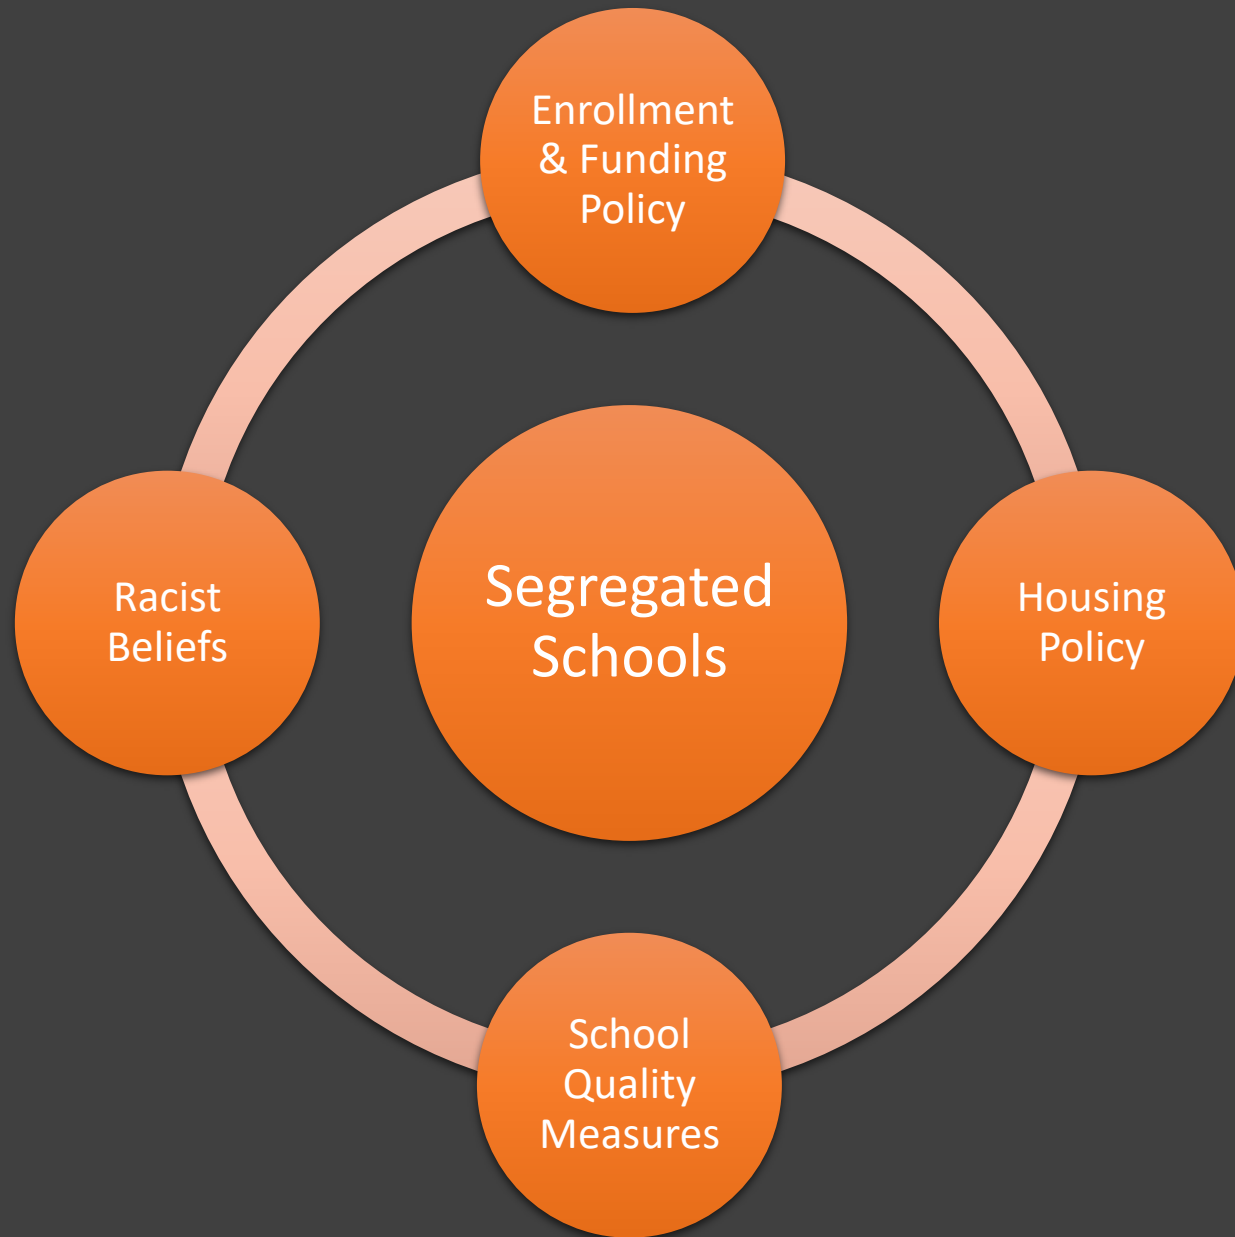 Enrollment
& Funding
Policy
Racist
Beliefs
Segregated
Schools
Housing
Policy
School
Quality
Measures